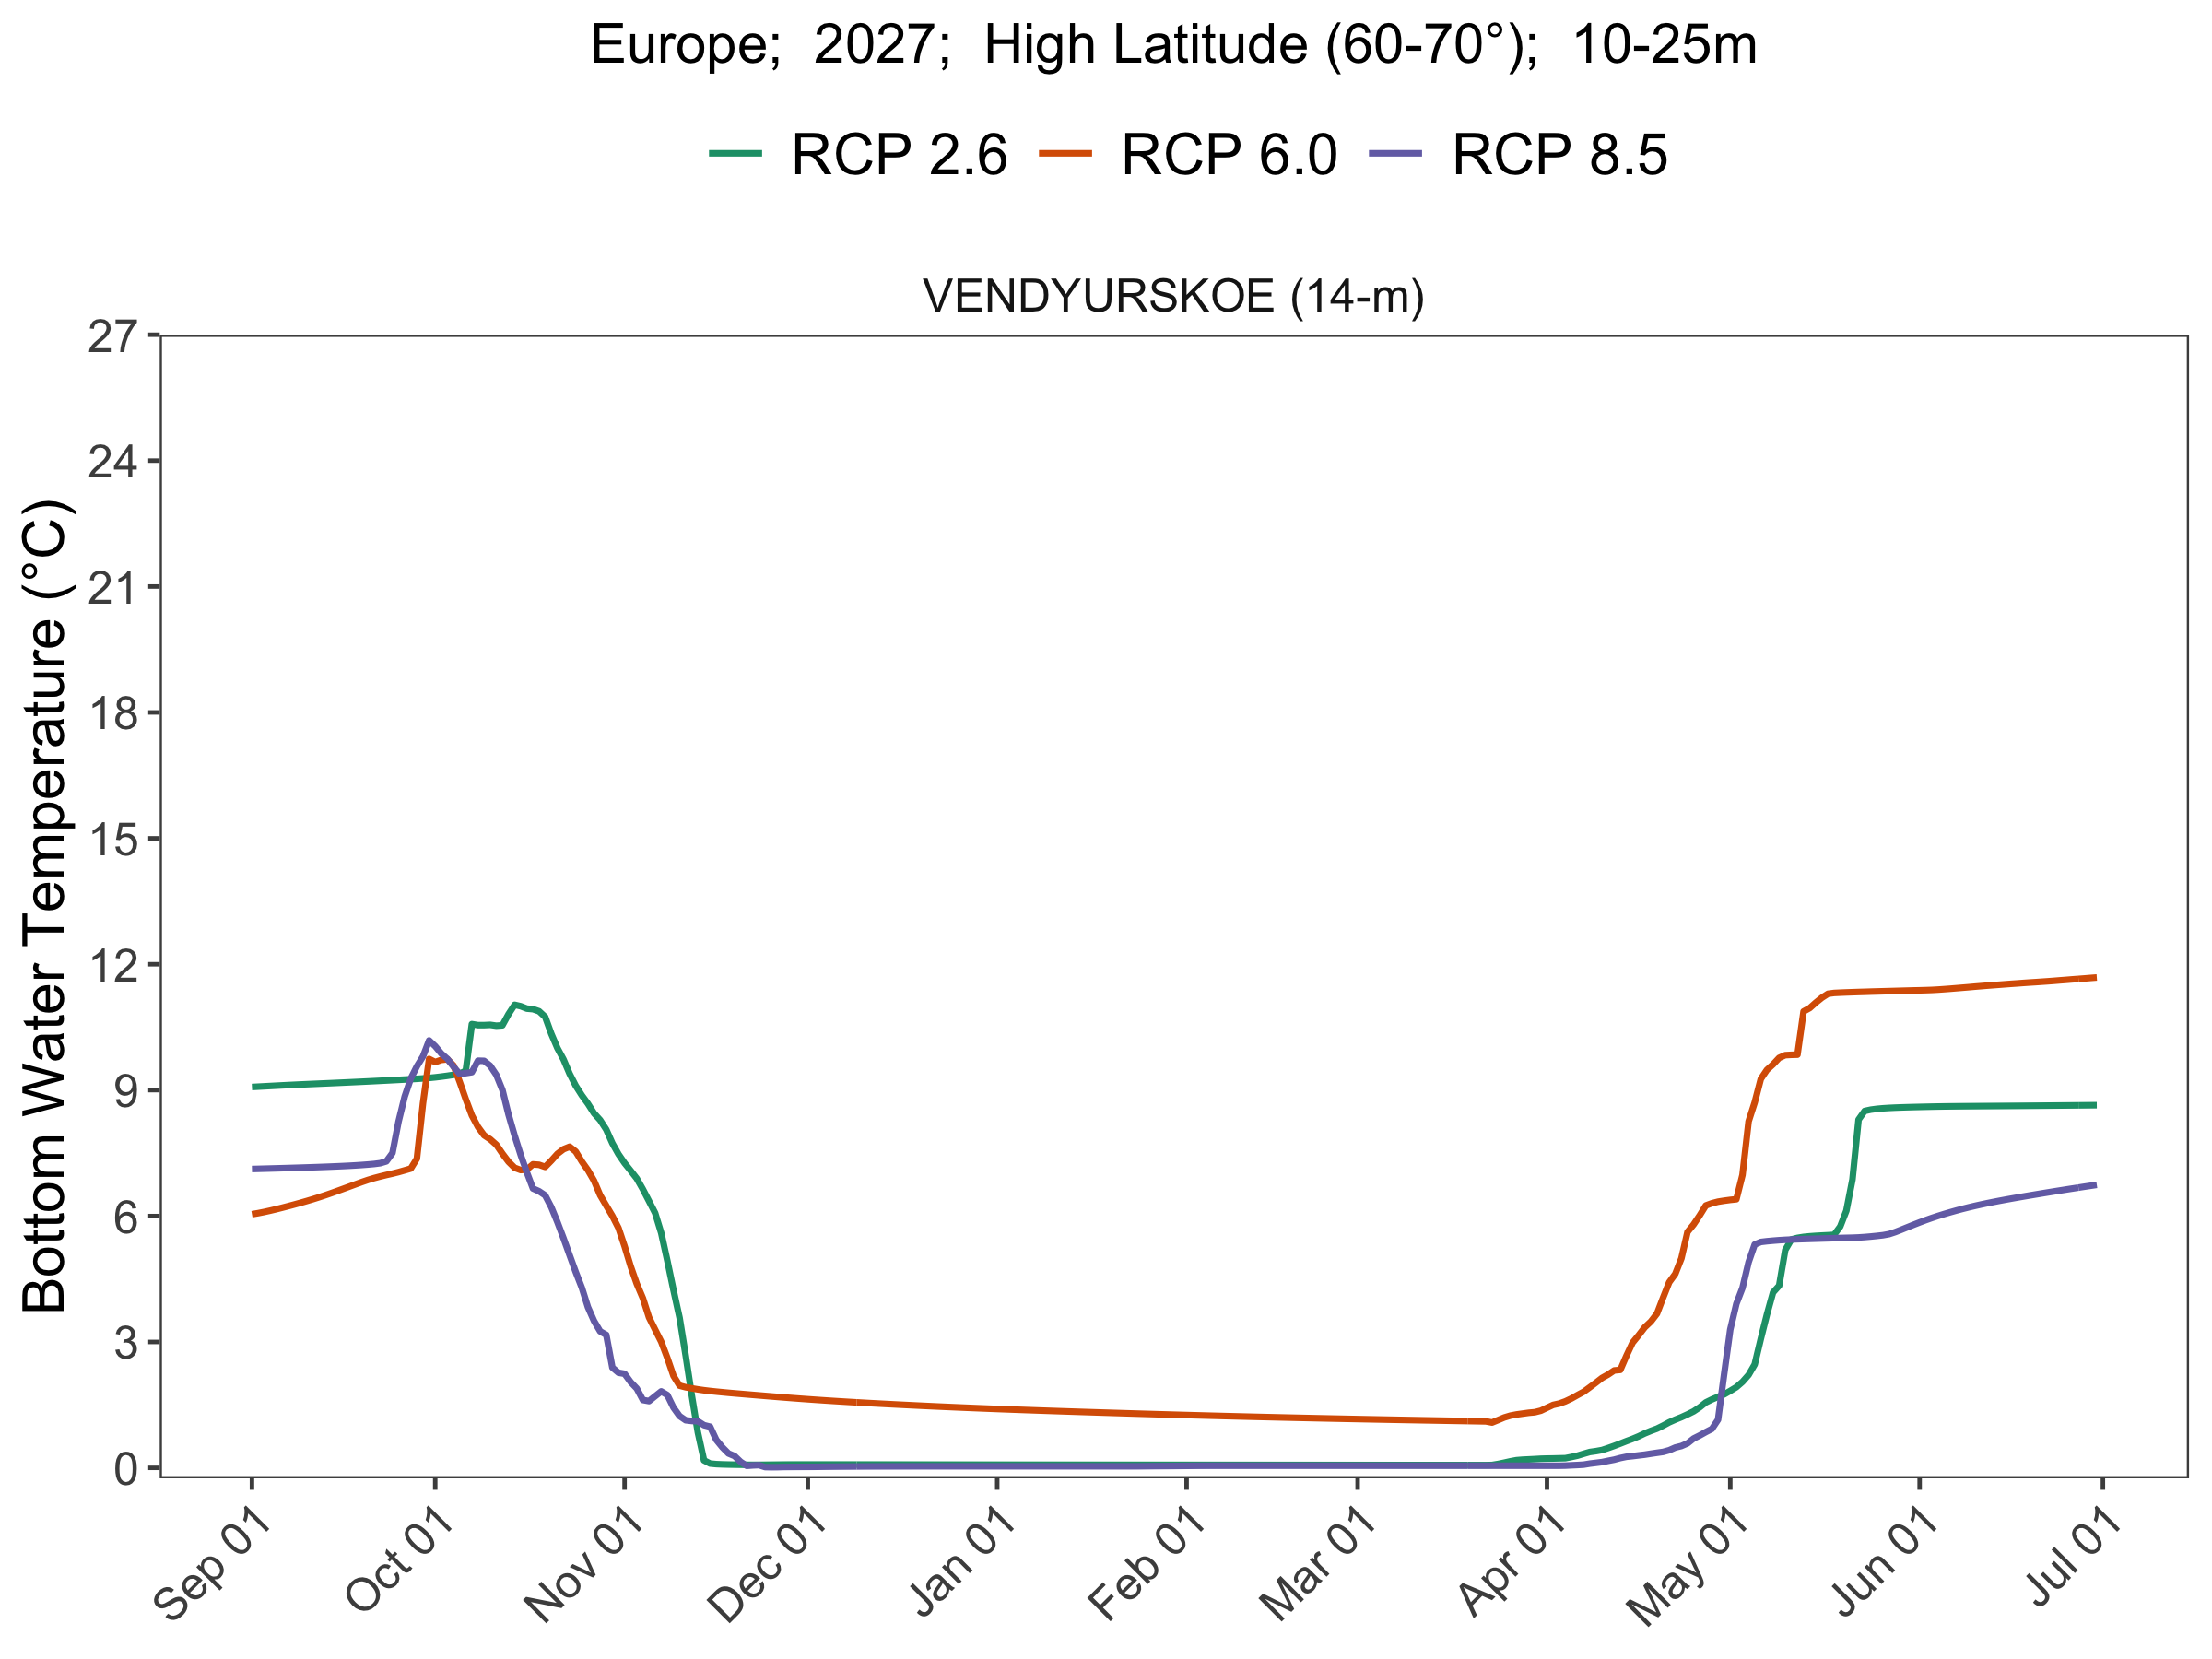 Europe;  2027;  High Latitude (60-70°);  10-25m
RCP 2.6 RCP 6.0 RCP 8.5
VENDYURSKOE (14-m)
Bottom Water Temperature (°C)
27
24
21
18
15
12
9
6
3
0
Sep 01 Oct 01 Nov 01 Dec 01 Jan 01 Feb 01 Mar 01 Apr 01 May 01 Jun 01 Jul 01